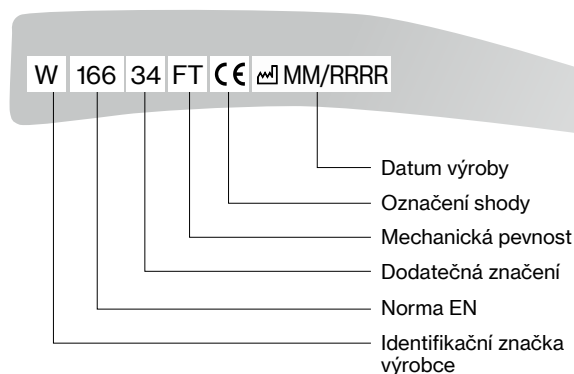 W 166 34 FT CE MM/RRRR
Datum výroby
Označení shody
Mechanická pevnost
Dodatečná značení
Norma EN
Identifikační značka
výrobce